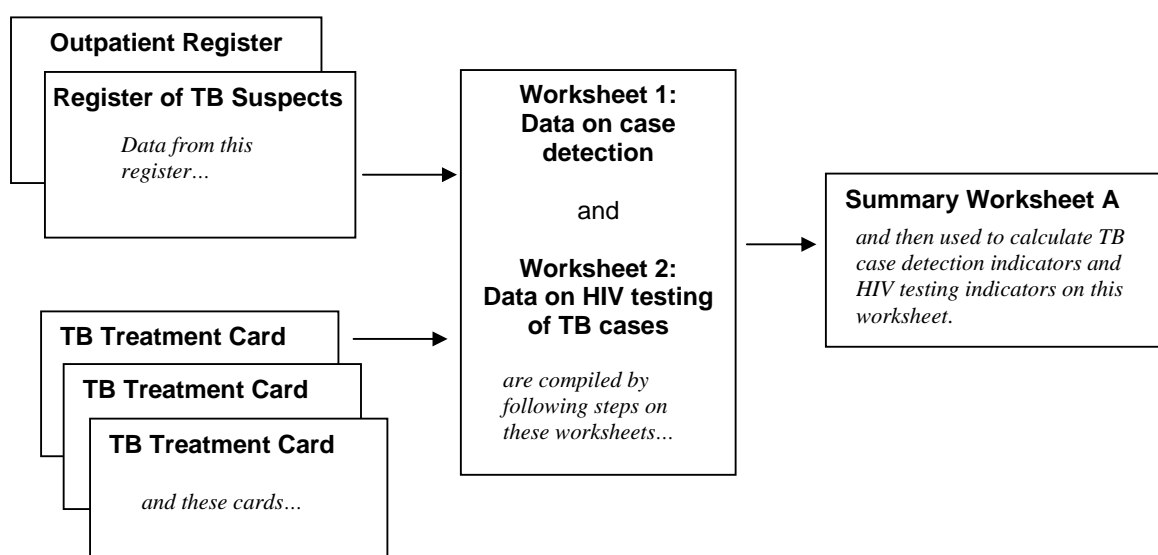 Outpatient Register
Register of TB Suspects
Data from this
register…
TB Treatment Card
TB Treatment Card
TB Treatment Card
and these cards…
Worksheet 1:
Data on case
detection
and
Worksheet 2:
Data on HIV testing
of TB cases
are compiled by
following steps on
these worksheets…
Summary Worksheet A
and then used to calculate TB
case detection indicators and
HIV testing indicators on this
worksheet.